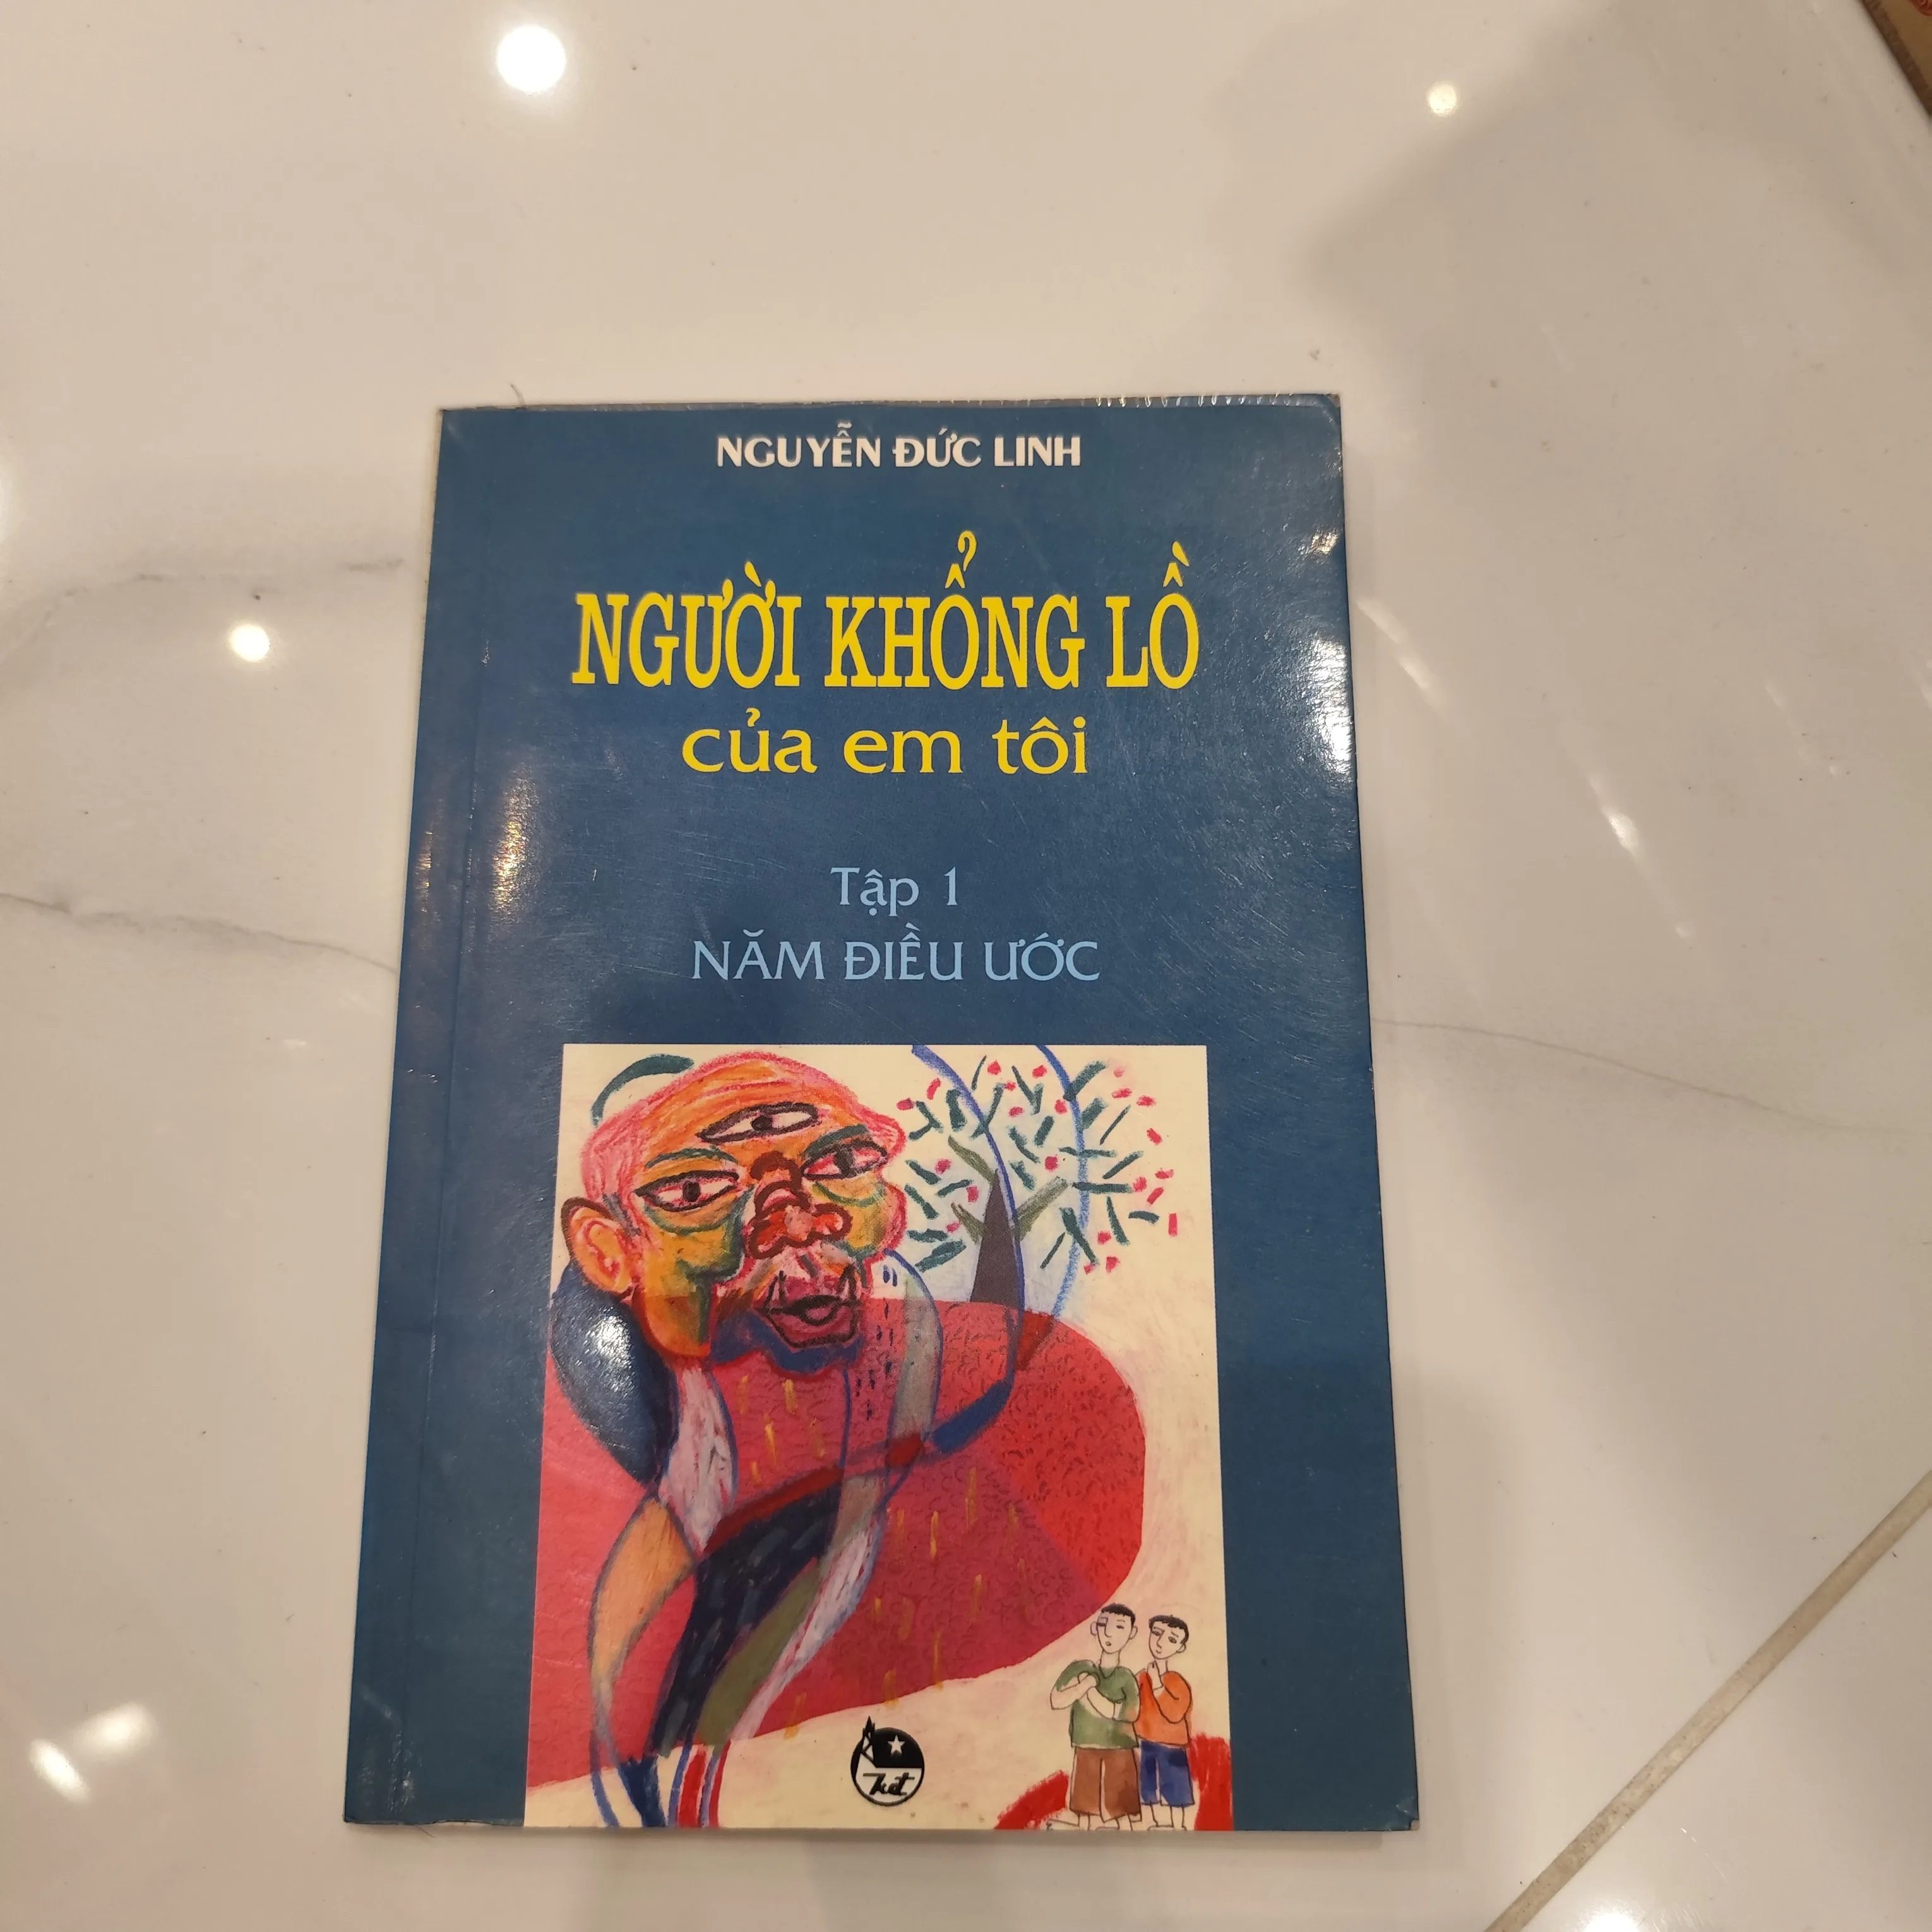 NGUYỄN ĐỨC LINH
NGƯỜI KHỔNG LỒ
của em tôi
Tập 1
NĂM ĐIỀU ƯỚC